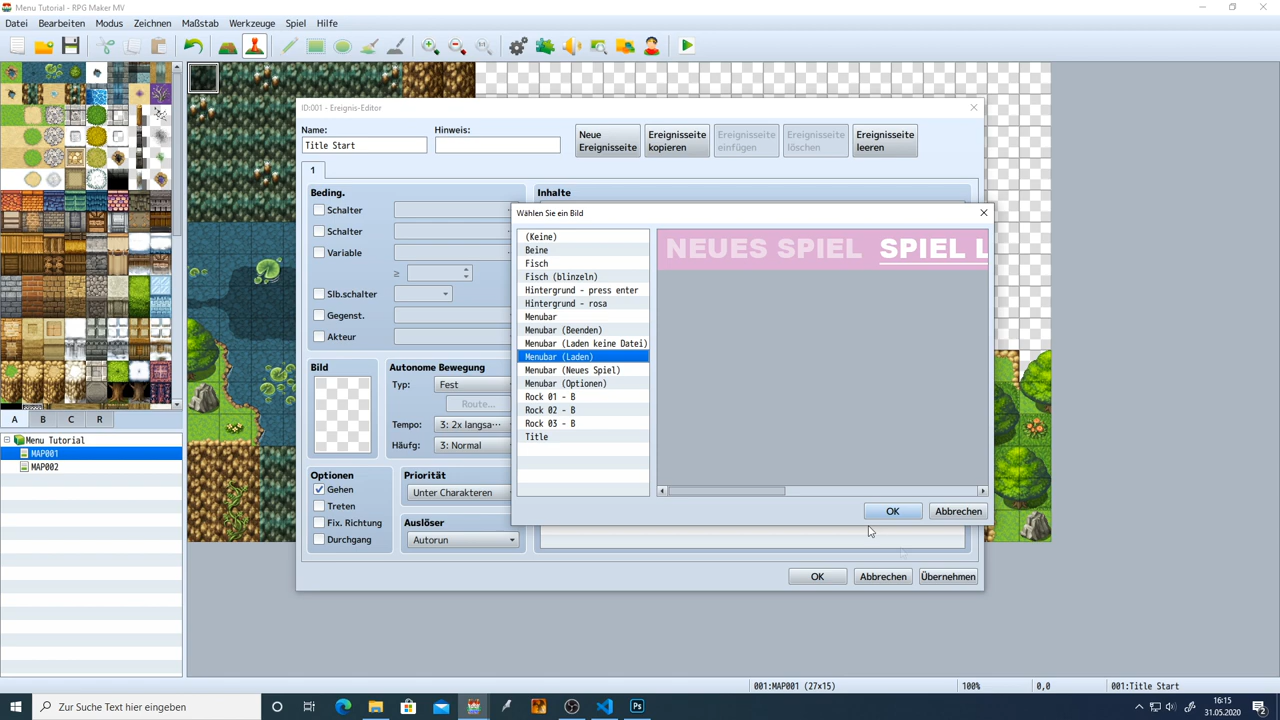 Menu Tutorial - RPG Maker MV
Datei Bearbeiten Modus Zeichnen Maßstab Werkzeuge Spiel Hilfe
1:1
ID:001 - Ereignis-Editor
Name:
Title Start
Hinweis:
Neue Ereignisseite
Ereignisseite kopieren
Ereignisseite einfügen
Ereignisseite löschen
Ereignisseite leeren
1
Beding.
Schalter
Schalter
Variable
≥
Slb.schalter
Gegenst.
Akteur
Bild
Autonome Bewegung
Typ: Fest
Route...
Tempo: 3: 2x langsa...
Häufg: 3: Normal
Optionen
Gehen
Treten
Fix. Richtung
Durchgang
Priorität
Unter Charakteren
Auslöser
Autorun
Inhalte
Wählen Sie ein Bild
(Keine)
Beine
Fisch
Fisch (blinzeln)
Hintergrund - press enter
Hintergrund - rosa
Menubar
Menubar (Beenden)
Menubar (Laden keine Datei)
Menubar (Laden)
Menubar (Neues Spiel)
Menubar (Optionen)
Rock 01 - B
Rock 02 - B
Rock 03 - B
Title
NEUES SPIEL SPIEL L
OK Abbrechen
OK Abbrechen Übernehmen
A B C R
Menu Tutorial
MAP001
MAP002
001:MAP001 (27x15) 100% 0,0 001:Title Start
Zur Suche Text hier eingeben
Ps
16:15
31.05.2020
2